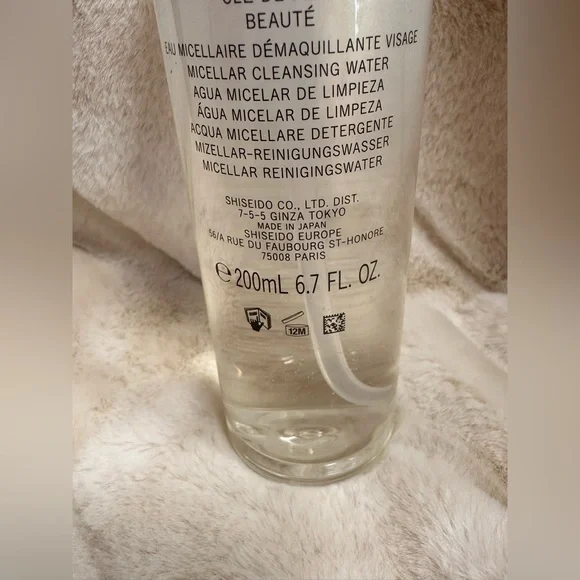 BEAUTÉ
EAU MICELLAIRE DÉMAQUILLANTE VISAGE
MICELLAR CLEANSING WATER
AGUA MICELAR DE LIMPIEZA
ÁGUA MICELAR DE LIMPEZA
ACQUA MICELLARE DETERGENTE
MIZELLAR-REINIGUNGSWASSER
MICELLAR REINIGINGSWATER
SHISEIDO CO., LTD. DIST.
7-5-5 GINZA TOKYO
MADE IN JAPAN
SHISEIDO EUROPE
56/A RUE DU FAUBOURG ST-HONORE
75008 PARIS
℮ 200mL 6.7 FL. OZ.
12M